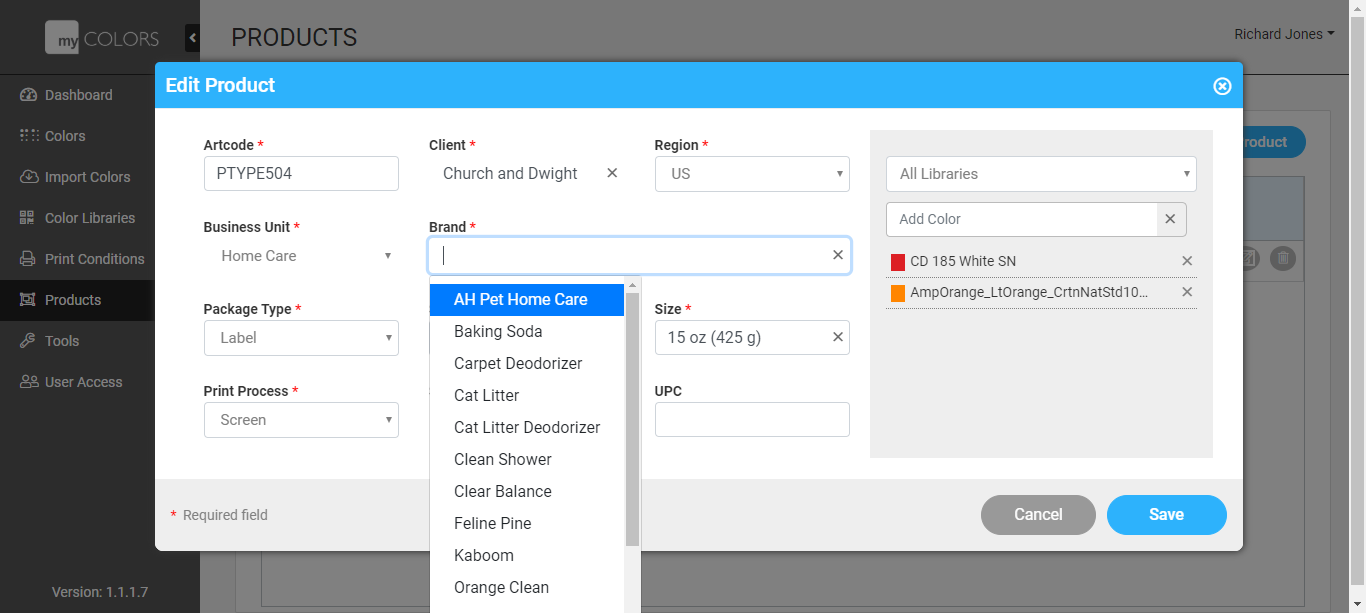 my COLORS
PRODUCTS
Richard Jones
Dashboard
Colors
Import Colors
Color Libraries
Print Conditions
Products
Tools
User Access
Version: 1.1.1.7
Edit Product
Artcode *
PTYPE504
Client *
Church and Dwight
Region *
US
Business Unit *
Home Care
Brand *
AH Pet Home Care
Baking Soda
Carpet Deodorizer
Cat Litter
Cat Litter Deodorizer
Clean Shower
Clear Balance
Feline Pine
Kaboom
Orange Clean
Package Type *
Label
Size *
15 oz (425 g)
Print Process *
Screen
UPC
All Libraries
Add Color
CD 185 White SN
AmpOrange_LtOrange_CrtnNatStd10...
* Required field
Cancel
Save